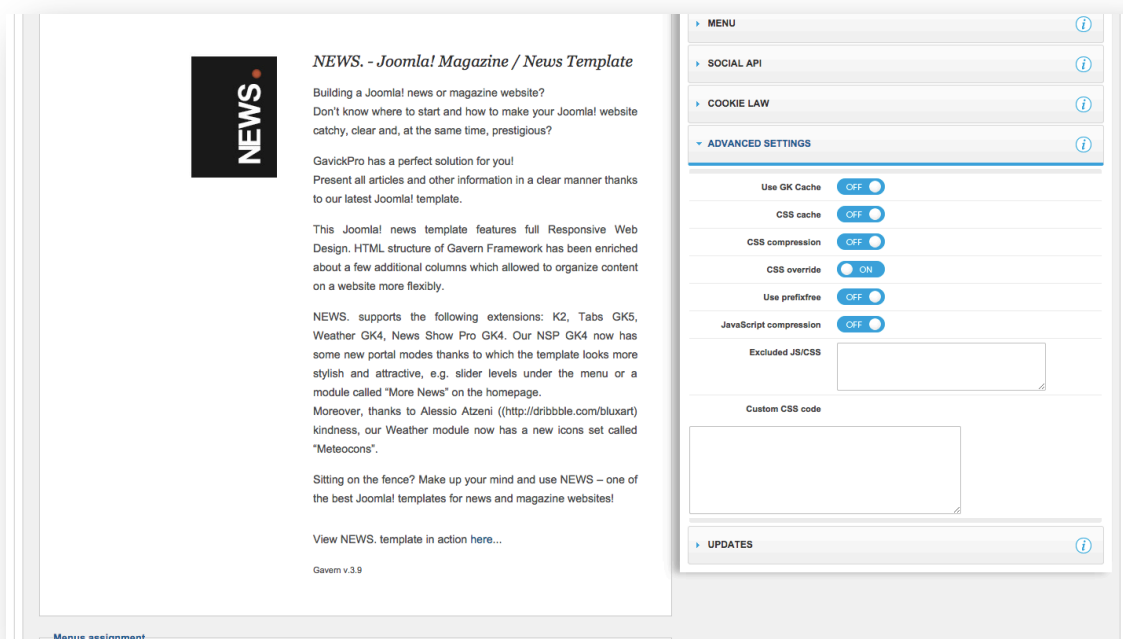 NEWS.
NEWS. - Joomla! Magazine / News Template
Building a Joomla! news or magazine website?
Don't know where to start and how to make your Joomla! website
catchy, clear and, at the same time, prestigious?
GavickPro has a perfect solution for you!
Present all articles and other information in a clear manner thanks
to our latest Joomla! template.
This Joomla! news template features full Responsive Web
Design. HTML structure of Gavern Framework has been enriched
about a few additional columns which allowed to organize content
on a website more flexibly.
NEWS. supports the following extensions: K2, Tabs GK5,
Weather GK4, News Show Pro GK4. Our NSP GK4 now has
some new portal modes thanks to which the template looks more
stylish and attractive, e.g. slider levels under the menu or a
module called “More News” on the homepage.
Moreover, thanks to Alessio Atzeni ((http://dribbble.com/bluxart)
kindness, our Weather module now has a new icons set called
“Meteocons”.
Sitting on the fence? Make up your mind and use NEWS – one of
the best Joomla! templates for news and magazine websites!
View NEWS. template in action here...
Gavern v.3.9
Menus assignment
MENU
i
SOCIAL API
i
COOKIE LAW
i
ADVANCED SETTINGS
i
Use GK Cache OFF
CSS cache OFF
CSS compression OFF
CSS override ON
Use prefixfree OFF
JavaScript compression OFF
Excluded JS/CSS
Custom CSS code
UPDATES
i